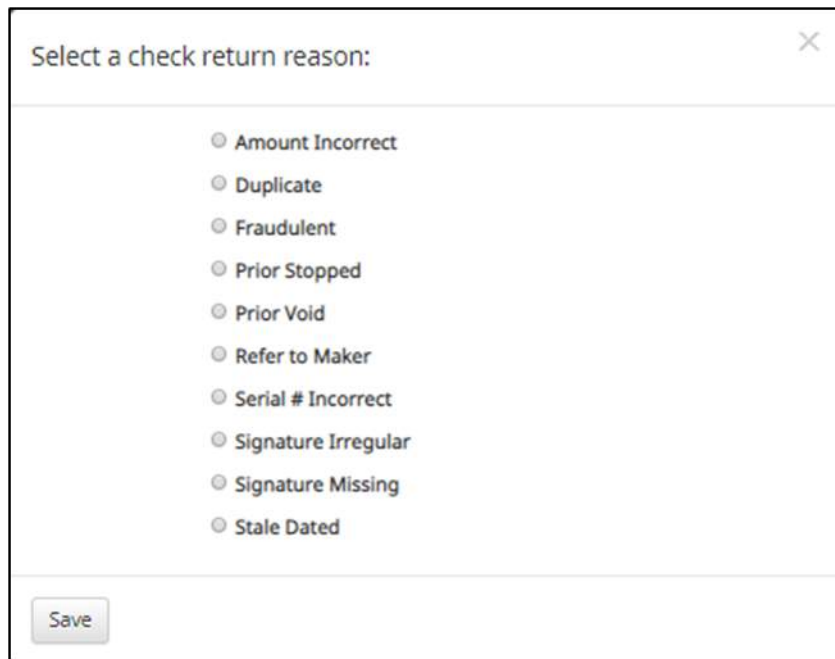 Select a check return reason:
Amount Incorrect
Duplicate
Fraudulent
Prior Stopped
Prior Void
Refer to Maker
Serial # Incorrect
Signature Irregular
Signature Missing
Stale Dated
Save